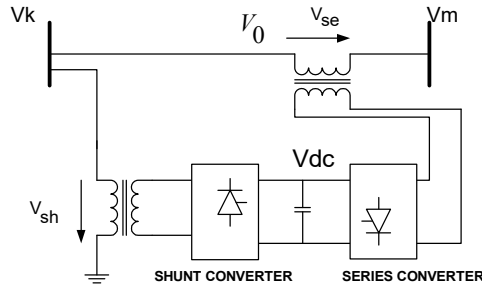 Vk
V0
Vse
Vm
Vsh
Vdc
SHUNT CONVERTER
SERIES CONVERTER